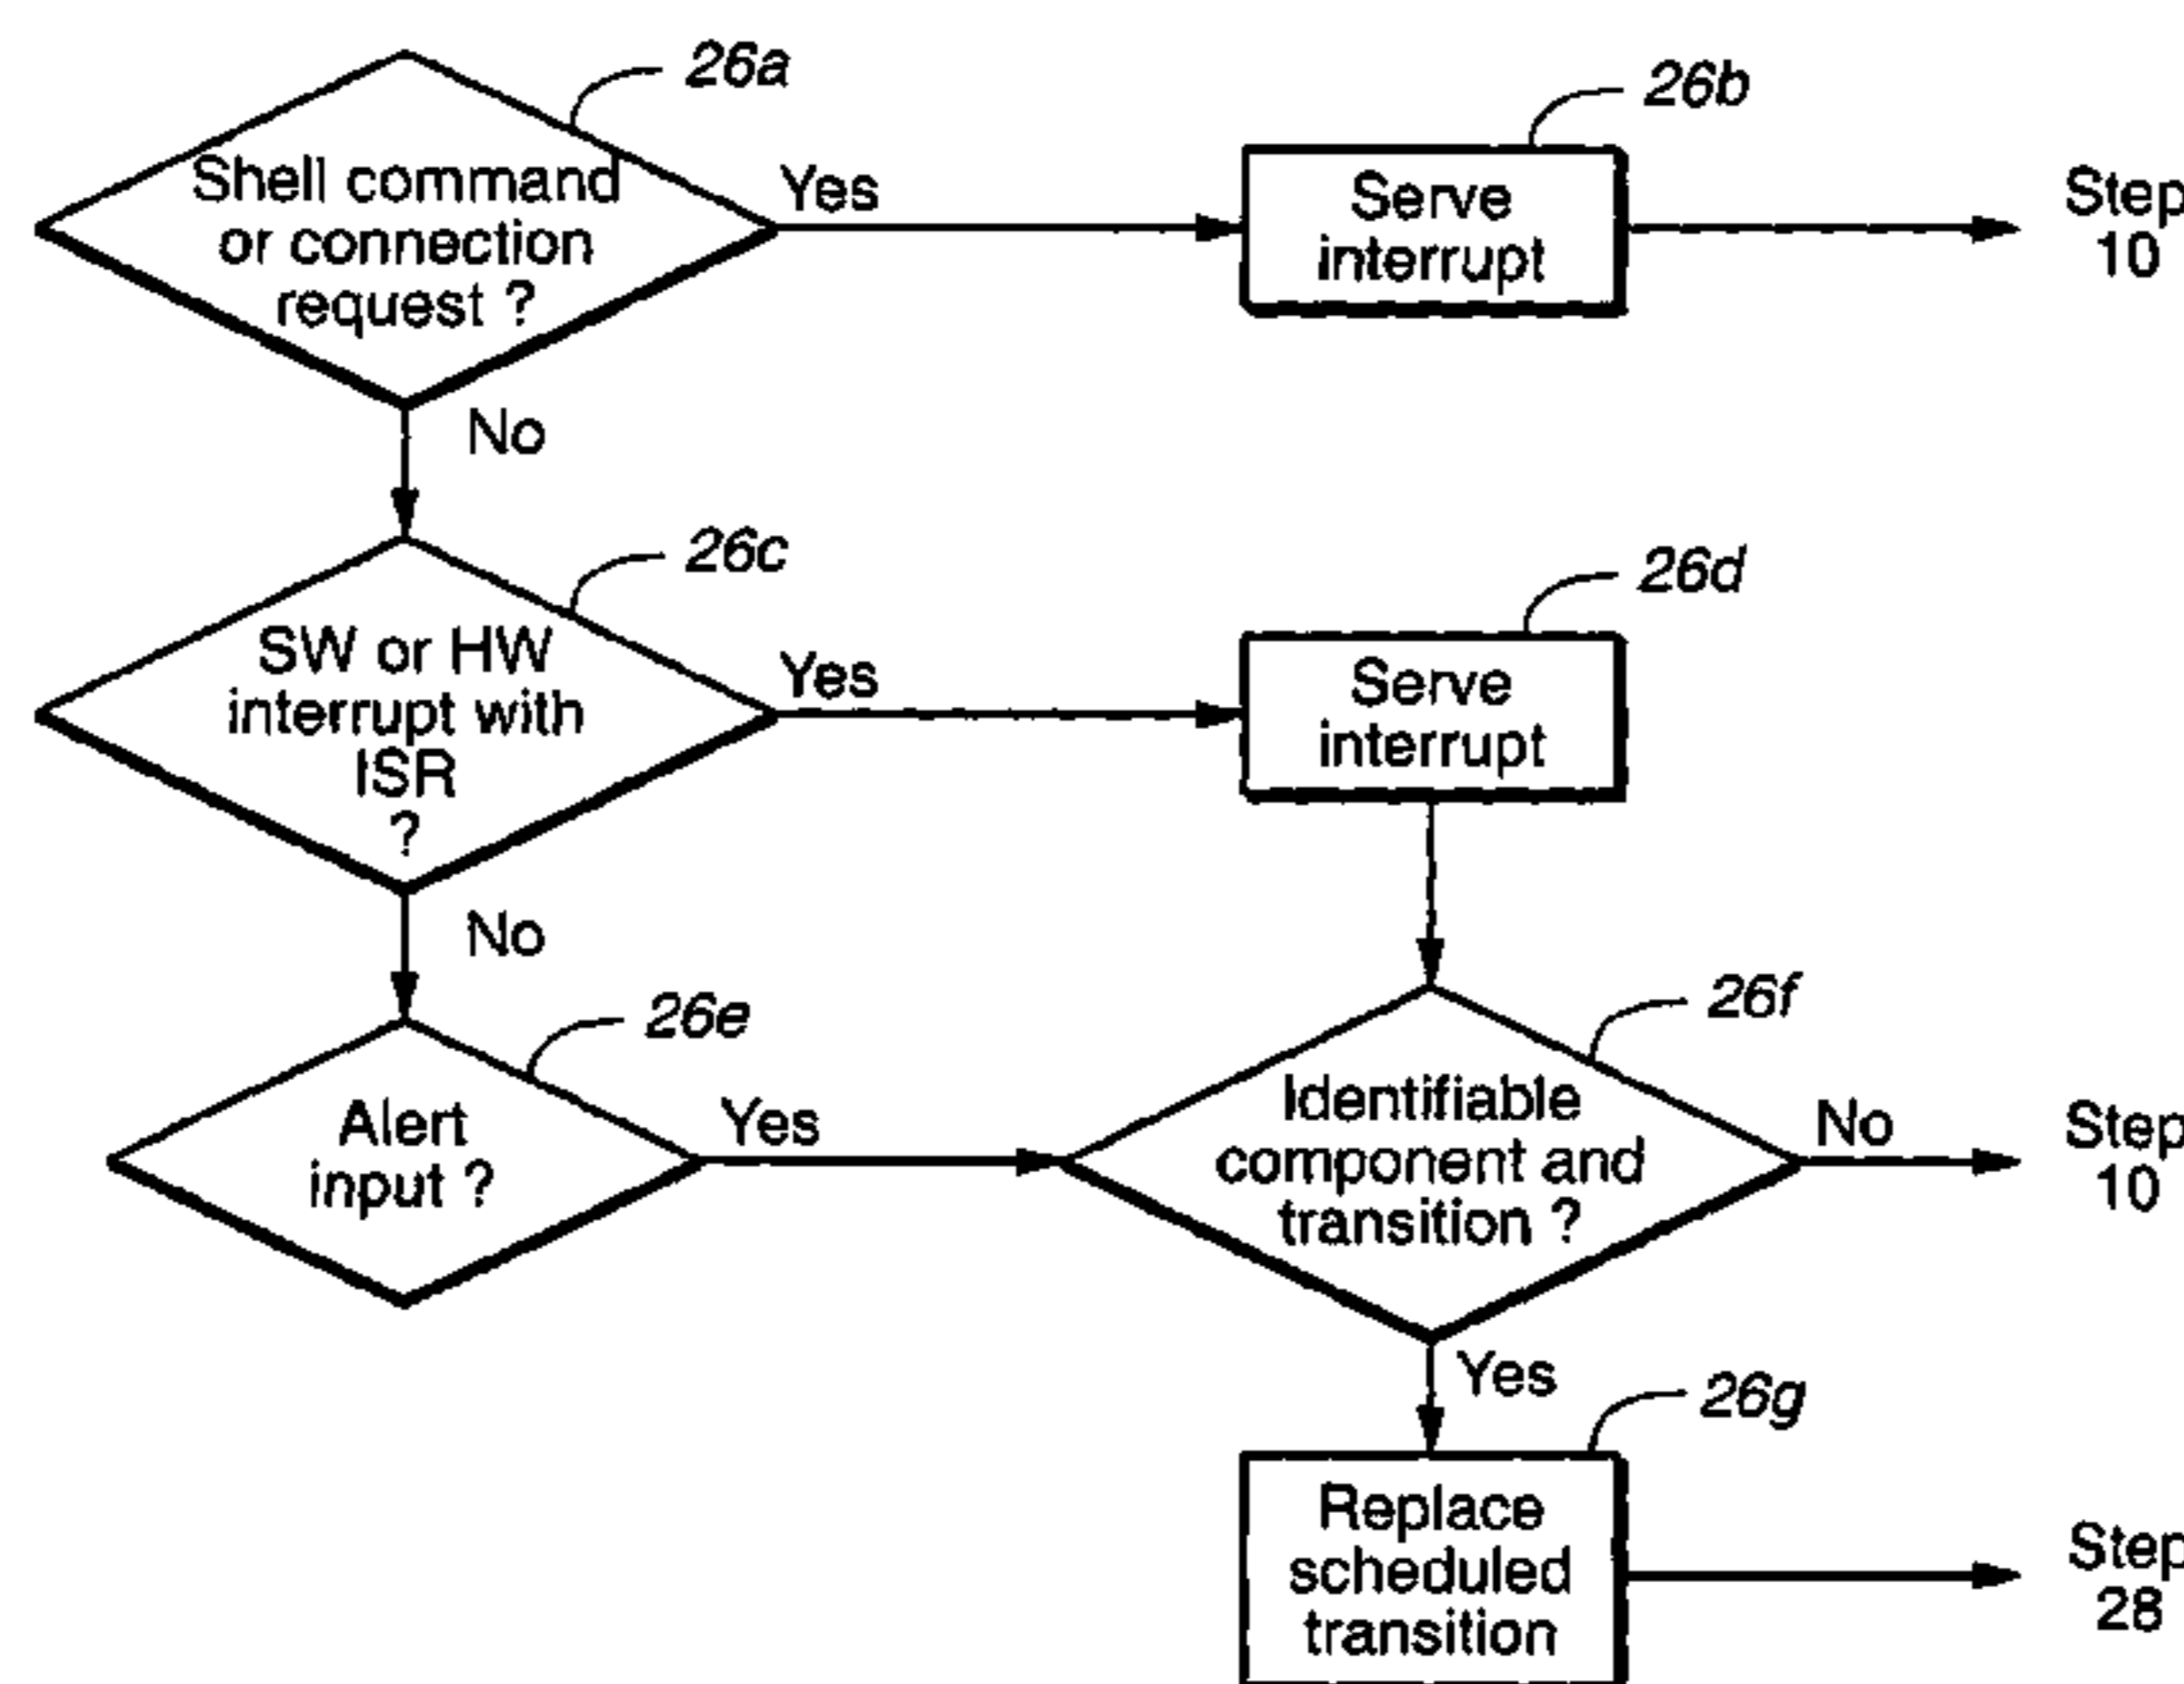 26a
Shell command
or connection
request ?
Yes
26b
Serve
interrupt
Step
10
No
26c
SW or HW
interrupt with
ISR
?
Yes
26d
Serve
interrupt
No
26e
Alert
input ?
Yes
26f
Identifiable
component and
transition ?
No
Step
10
Yes
26g
Replace
scheduled
transition
Step
28